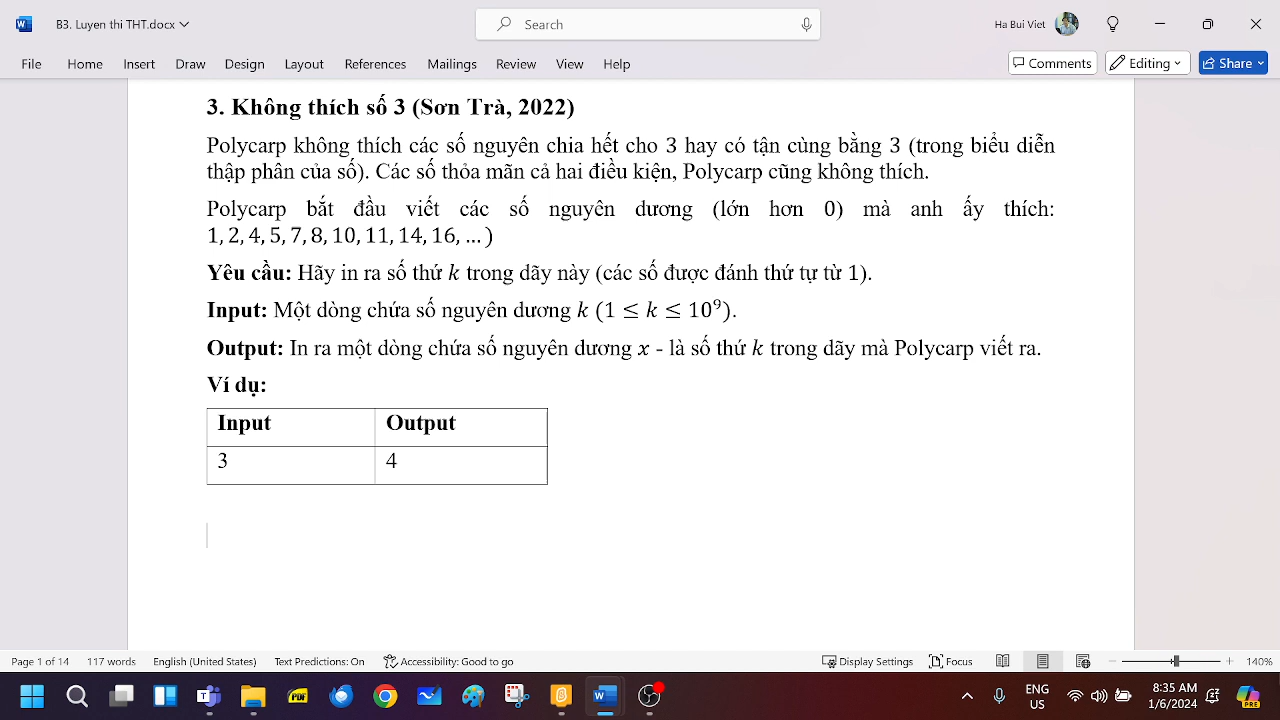 B3. Luyen thi THT.docx
Search
Ha Bui Viet
File Home Insert Draw Design Layout References Mailings Review View Help
Comments Editing Share
3. Không thích số 3 (Sơn Trà, 2022)
Polycarp không thích các số nguyên chia hết cho 3 hay có tận cùng bằng 3 (trong biểu diễn
thập phân của số). Các số thỏa mãn cả hai điều kiện, Polycarp cũng không thích.
Polycarp bắt đầu viết các số nguyên dương (lớn hơn 0) mà anh ấy thích:
1, 2, 4, 5, 7, 8, 10, 11, 14, 16, … )
Yêu cầu: Hãy in ra số thứ k trong dãy này (các số được đánh thứ tự từ 1).
Input: Một dòng chứa số nguyên dương k (1 ≤ k ≤ 10⁹).
Output: In ra một dòng chứa số nguyên dương x - là số thứ k trong dãy mà Polycarp viết ra.
Ví dụ:
Input Output
3 4
Page 1 of 14 117 words English (United States) Text Predictions: On Accessibility: Good to go Display Settings Focus 140%
PDF
ENG
US
8:35 AM
1/6/2024
PRE